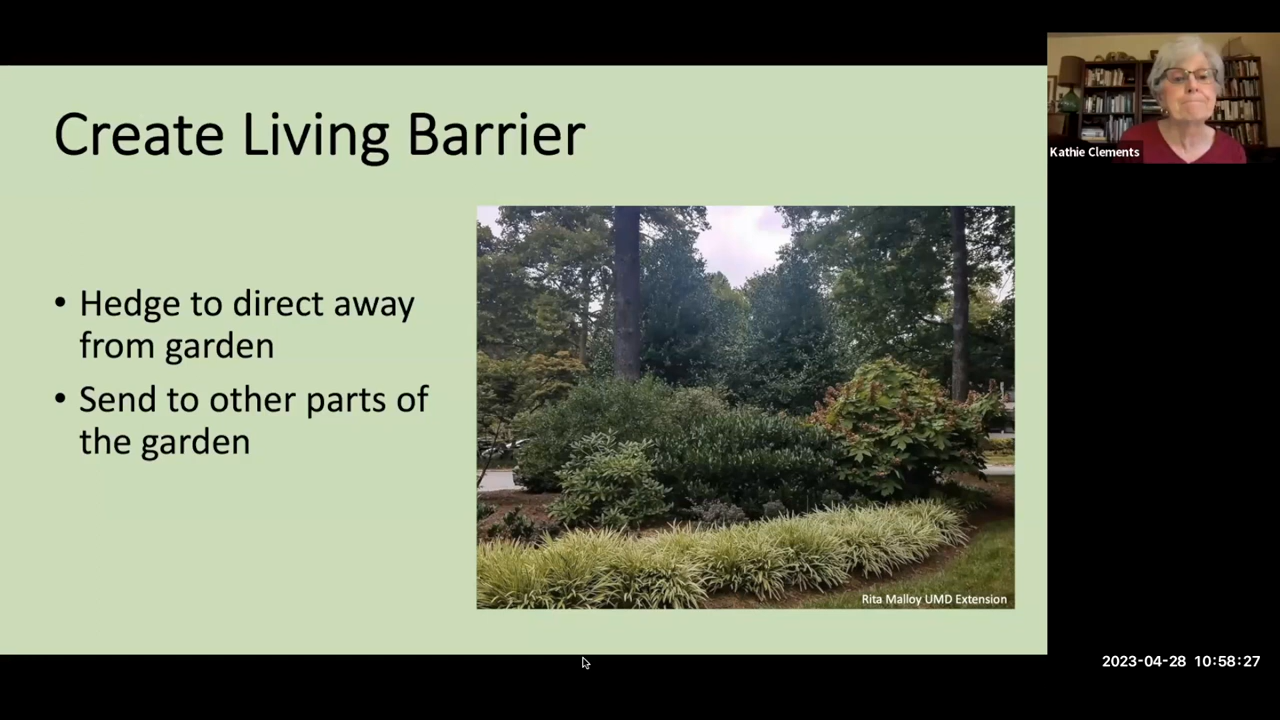 Create Living Barrier
• Hedge to direct away
from garden
• Send to other parts of
the garden
Rita Malloy UMD Extension
Kathie Clements
2023-04-28 10:58:27